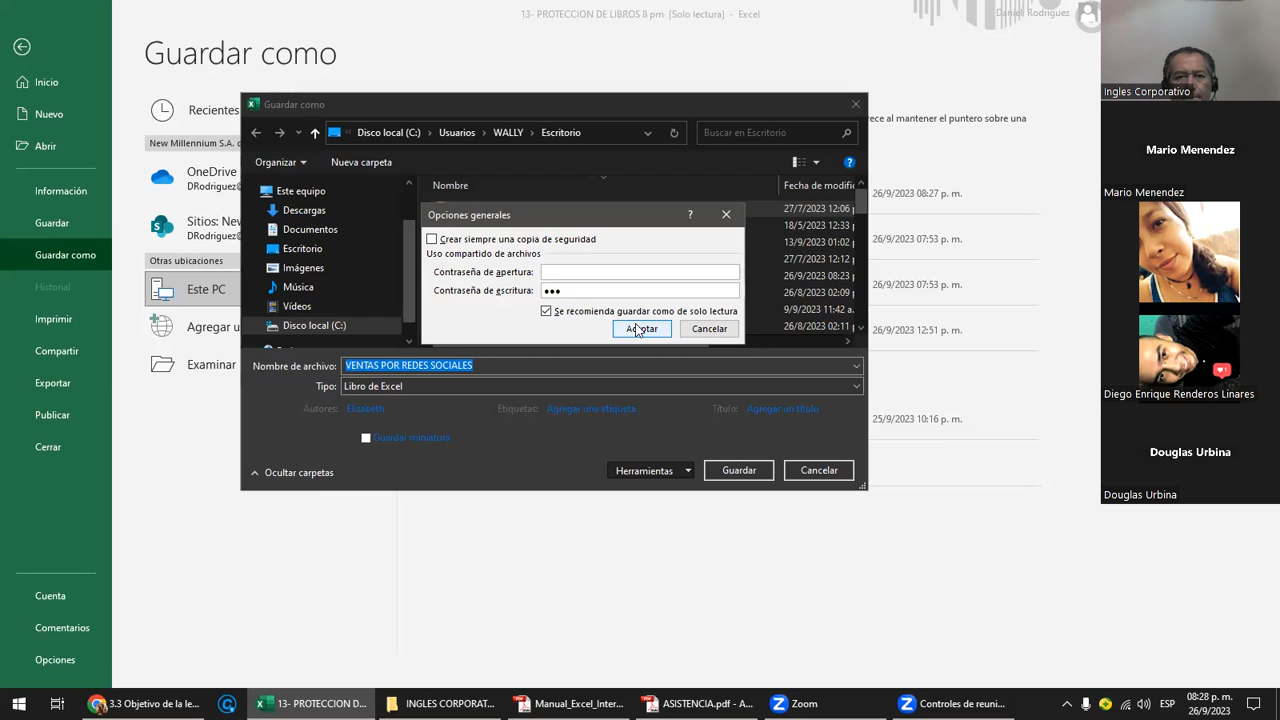 13- PROTECCION DE LIBROS 8 pm [Solo lectura] - Excel
Daniel Rodriguez
Guardar como
Inicio
Nuevo
Abrir
Información
Guardar
Guardar como
Historial
Imprimir
Compartir
Exportar
Publicar
Cerrar
Cuenta
Comentarios
Opciones
Recientes
New Millennium S.A. d
OneDrive
DRodriguez@
Sitios: New
DRodriguez@
Otras ubicaciones
Este PC
Agregar u
Examinar
rece al mantener el puntero sobre una
26/9/2023 08:27 p. m.
26/9/2023 07:53 p. m.
26/9/2023 07:53 p. m.
26/9/2023 12:51 p. m.
25/9/2023 10:16 p. m.
Guardar como
Disco local (C:) > Usuarios > WALLY > Escritorio
Buscar en Escritorio
Organizar
Nueva carpeta
Este equipo
Descargas
Documentos
Escritorio
Imágenes
Música
Vídeos
Disco local (C:)
Nombre
Fecha de modific
27/7/2023 12:06 p
18/5/2023 12:33 p
13/9/2023 01:02 p
27/7/2023 12:12 p
26/9/2023 08:23 p
26/8/2023 02:09 p
9/9/2023 11:42 a.
26/8/2023 02:11 p
Opciones generales
?
Crear siempre una copia de seguridad
Uso compartido de archivos
Contraseña de apertura:
Contraseña de escritura: •••
Se recomienda guardar como de solo lectura
Aceptar
Cancelar
Nombre de archivo: VENTAS POR REDES SOCIALES
Tipo: Libro de Excel
Autores: Elizabeth
Etiquetas: Agregar una etiqueta
Título: Agregar un título
Guardar miniatura
Ocultar carpetas
Herramientas
Guardar
Cancelar
Ingles Corporativo
Mario Menendez
Mario Menendez
Diego Enrique Renderos Linares
Douglas Urbina
Douglas Urbina
3.3 Objetivo de la le...
13- PROTECCION D...
INGLES CORPORAT...
Manual_Excel_Inter...
ASISTENCIA.pdf - A...
Zoom
Controles de reuni...
ESP
08:28 p. m.
26/9/2023